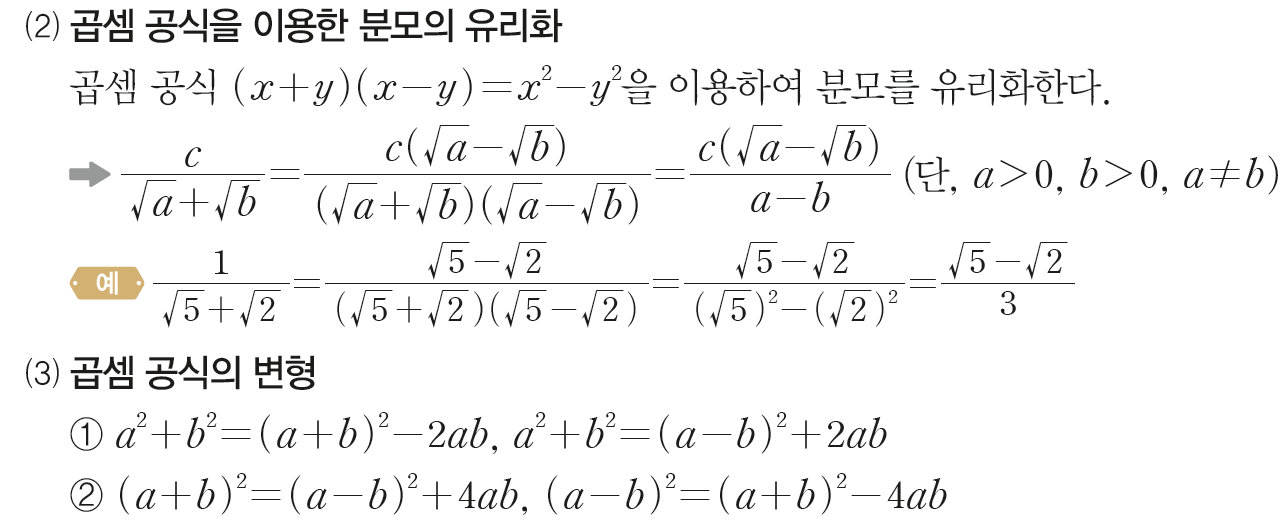 (2) 곱셈 공식을 이용한 분모의 유리화
곱셈 공식 (x+y)(x-y)=x²-y²을 이용하여 분모를 유리화한다.
➡ c/(√a+√b) = c(√a-√b)/((√a+√b)(√a-√b)) = c(√a-√b)/(a-b) (단, a>0, b>0, a≠b)
예 1/(√5+√2) = (√5-√2)/((√5+√2)(√5-√2)) = (√5-√2)/((√5)²-(√2)²) = (√5-√2)/3
(3) 곱셈 공식의 변형
① a²+b²=(a+b)²-2ab, a²+b²=(a-b)²+2ab
② (a+b)²=(a-b)²+4ab, (a-b)²=(a+b)²-4ab